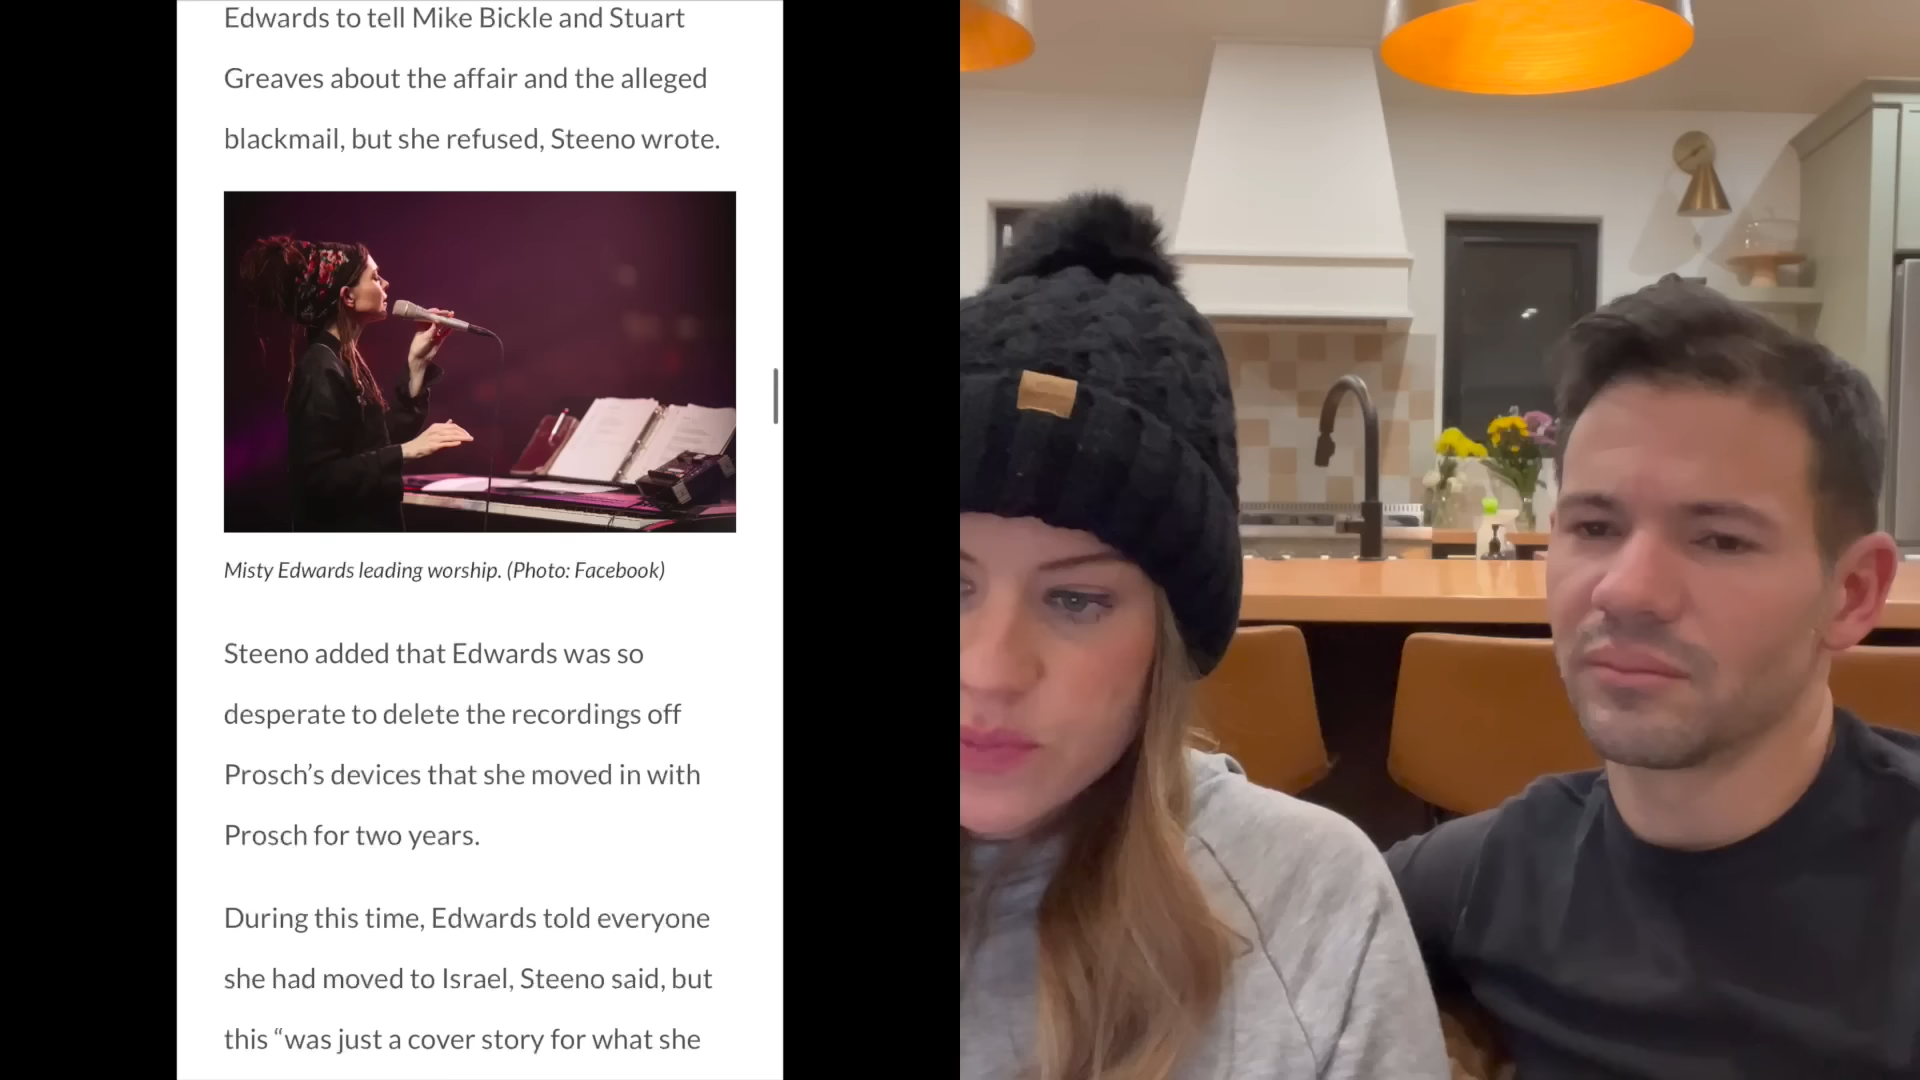 Edwards to tell Mike Bickle and Stuart
Greaves about the affair and the alleged
blackmail, but she refused, Steeno wrote.
Misty Edwards leading worship. (Photo: Facebook)
Steeno added that Edwards was so
desperate to delete the recordings off
Prosch’s devices that she moved in with
Prosch for two years.
During this time, Edwards told everyone
she had moved to Israel, Steeno said, but
this “was just a cover story for what she